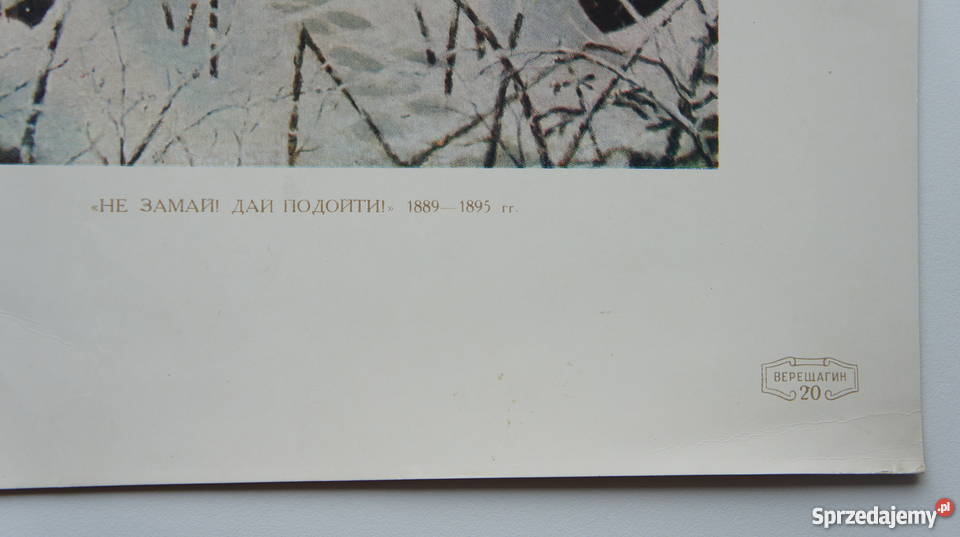 «НЕ ЗАМАЙ! ДАЙ ПОДОЙТИ!» 1889—1895 гг.
ВЕРЕЩАГИН
20
Sprzedajemy.pl